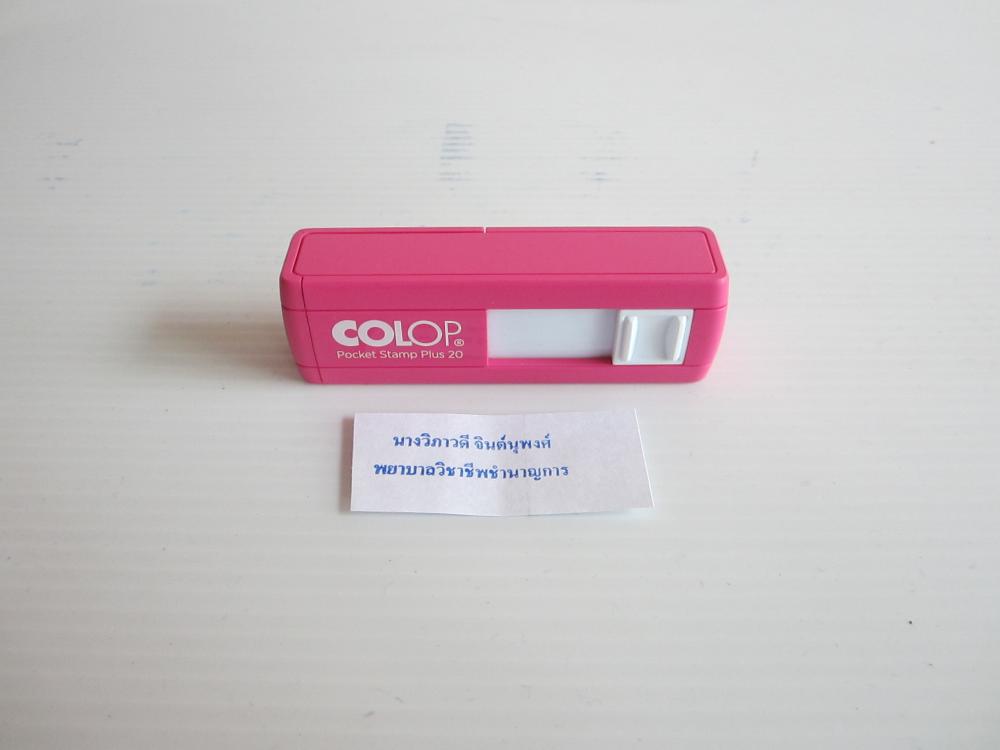 COLOP®
Pocket Stamp Plus 20
นางวิภาวดี จินต์นุพงศ์
พยาบาลวิชาชีพชำนาญการ